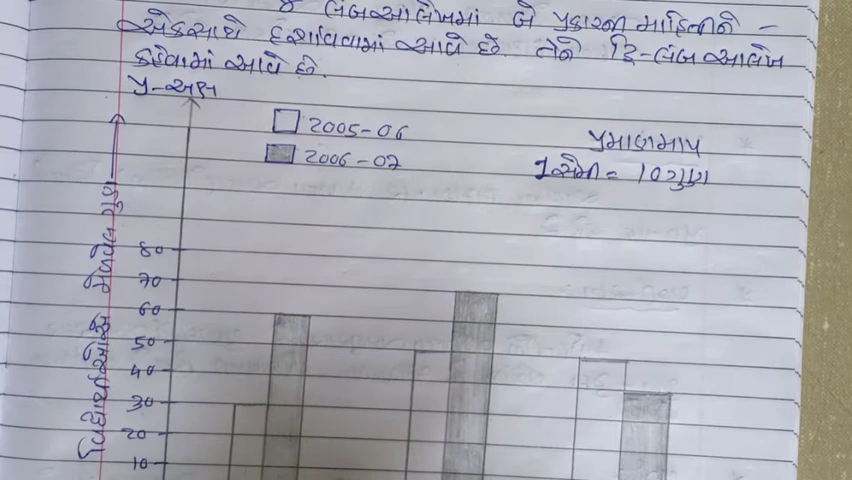 જે લંબઆલેખમાં બે પ્રકારની માહિતીને -
એકસાથે દર્શાવવામાં આવે છે તેને દ્વિ-લંબ આલેખ
કહેવામાં આવે છે.
y-અક્ષ
2005-06
2006-07
પ્રમાણમાપ
1 સેમી = 10 ગુણ
વિદ્યાર્થીઓએ મેળવેલ ગુણ
80
70
60
50
40
30
20
10